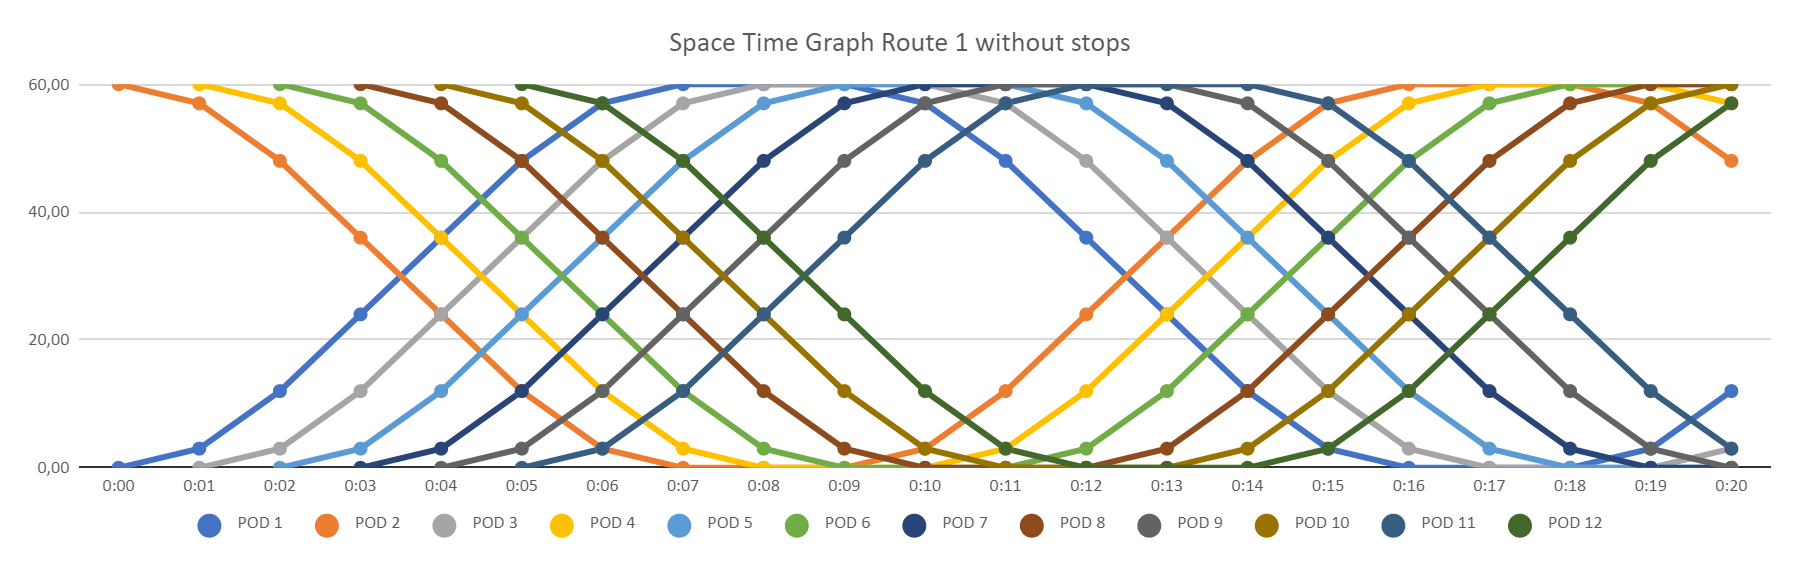 Space Time Graph Route 1 without stops
60,00
40,00
20,00
0,00
0:00 0:01 0:02 0:03 0:04 0:05 0:06 0:07 0:08 0:09 0:10 0:11 0:12 0:13 0:14 0:15 0:16 0:17 0:18 0:19 0:20
POD 1 POD 2 POD 3 POD 4 POD 5 POD 6 POD 7 POD 8 POD 9 POD 10 POD 11 POD 12